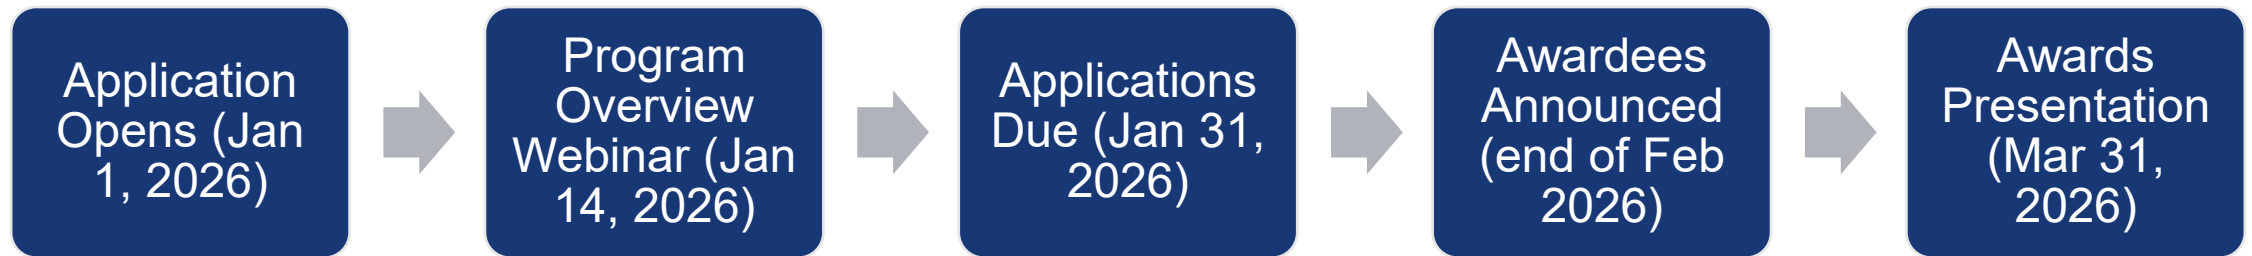 Application
Opens (Jan
1, 2026)
Program
Overview
Webinar (Jan
14, 2026)
Applications
Due (Jan 31,
2026)
Awardees
Announced
(end of Feb
2026)
Awards
Presentation
(Mar 31,
2026)